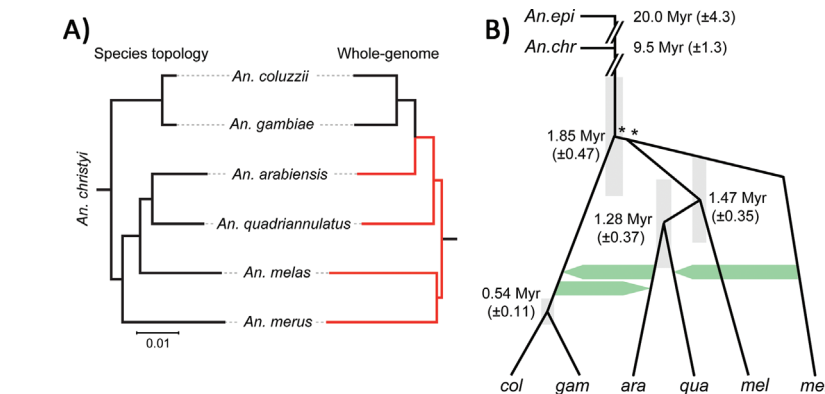 A)
Species topology
Whole-genome
An. coluzzii
An. gambiae
An. arabiensis
An. quadriannulatus
An. melas
An. merus
An. christyi
0.01
B)
An.epi
20.0 Myr (±4.3)
An.chr
9.5 Myr (±1.3)
* *
1.85 Myr
(±0.47)
1.47 Myr
(±0.35)
1.28 Myr
(±0.37)
0.54 Myr
(±0.11)
col gam ara qua mel me